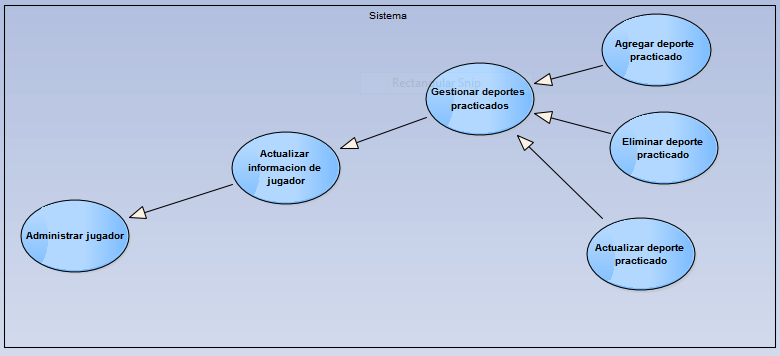 Sistema
Agregar deporte
practicado
Rectangular Snip
Gestionar deportes
practicados
Eliminar deporte
practicado
Actualizar
informacion de
jugador
Administrar jugador
Actualizar deporte
practicado